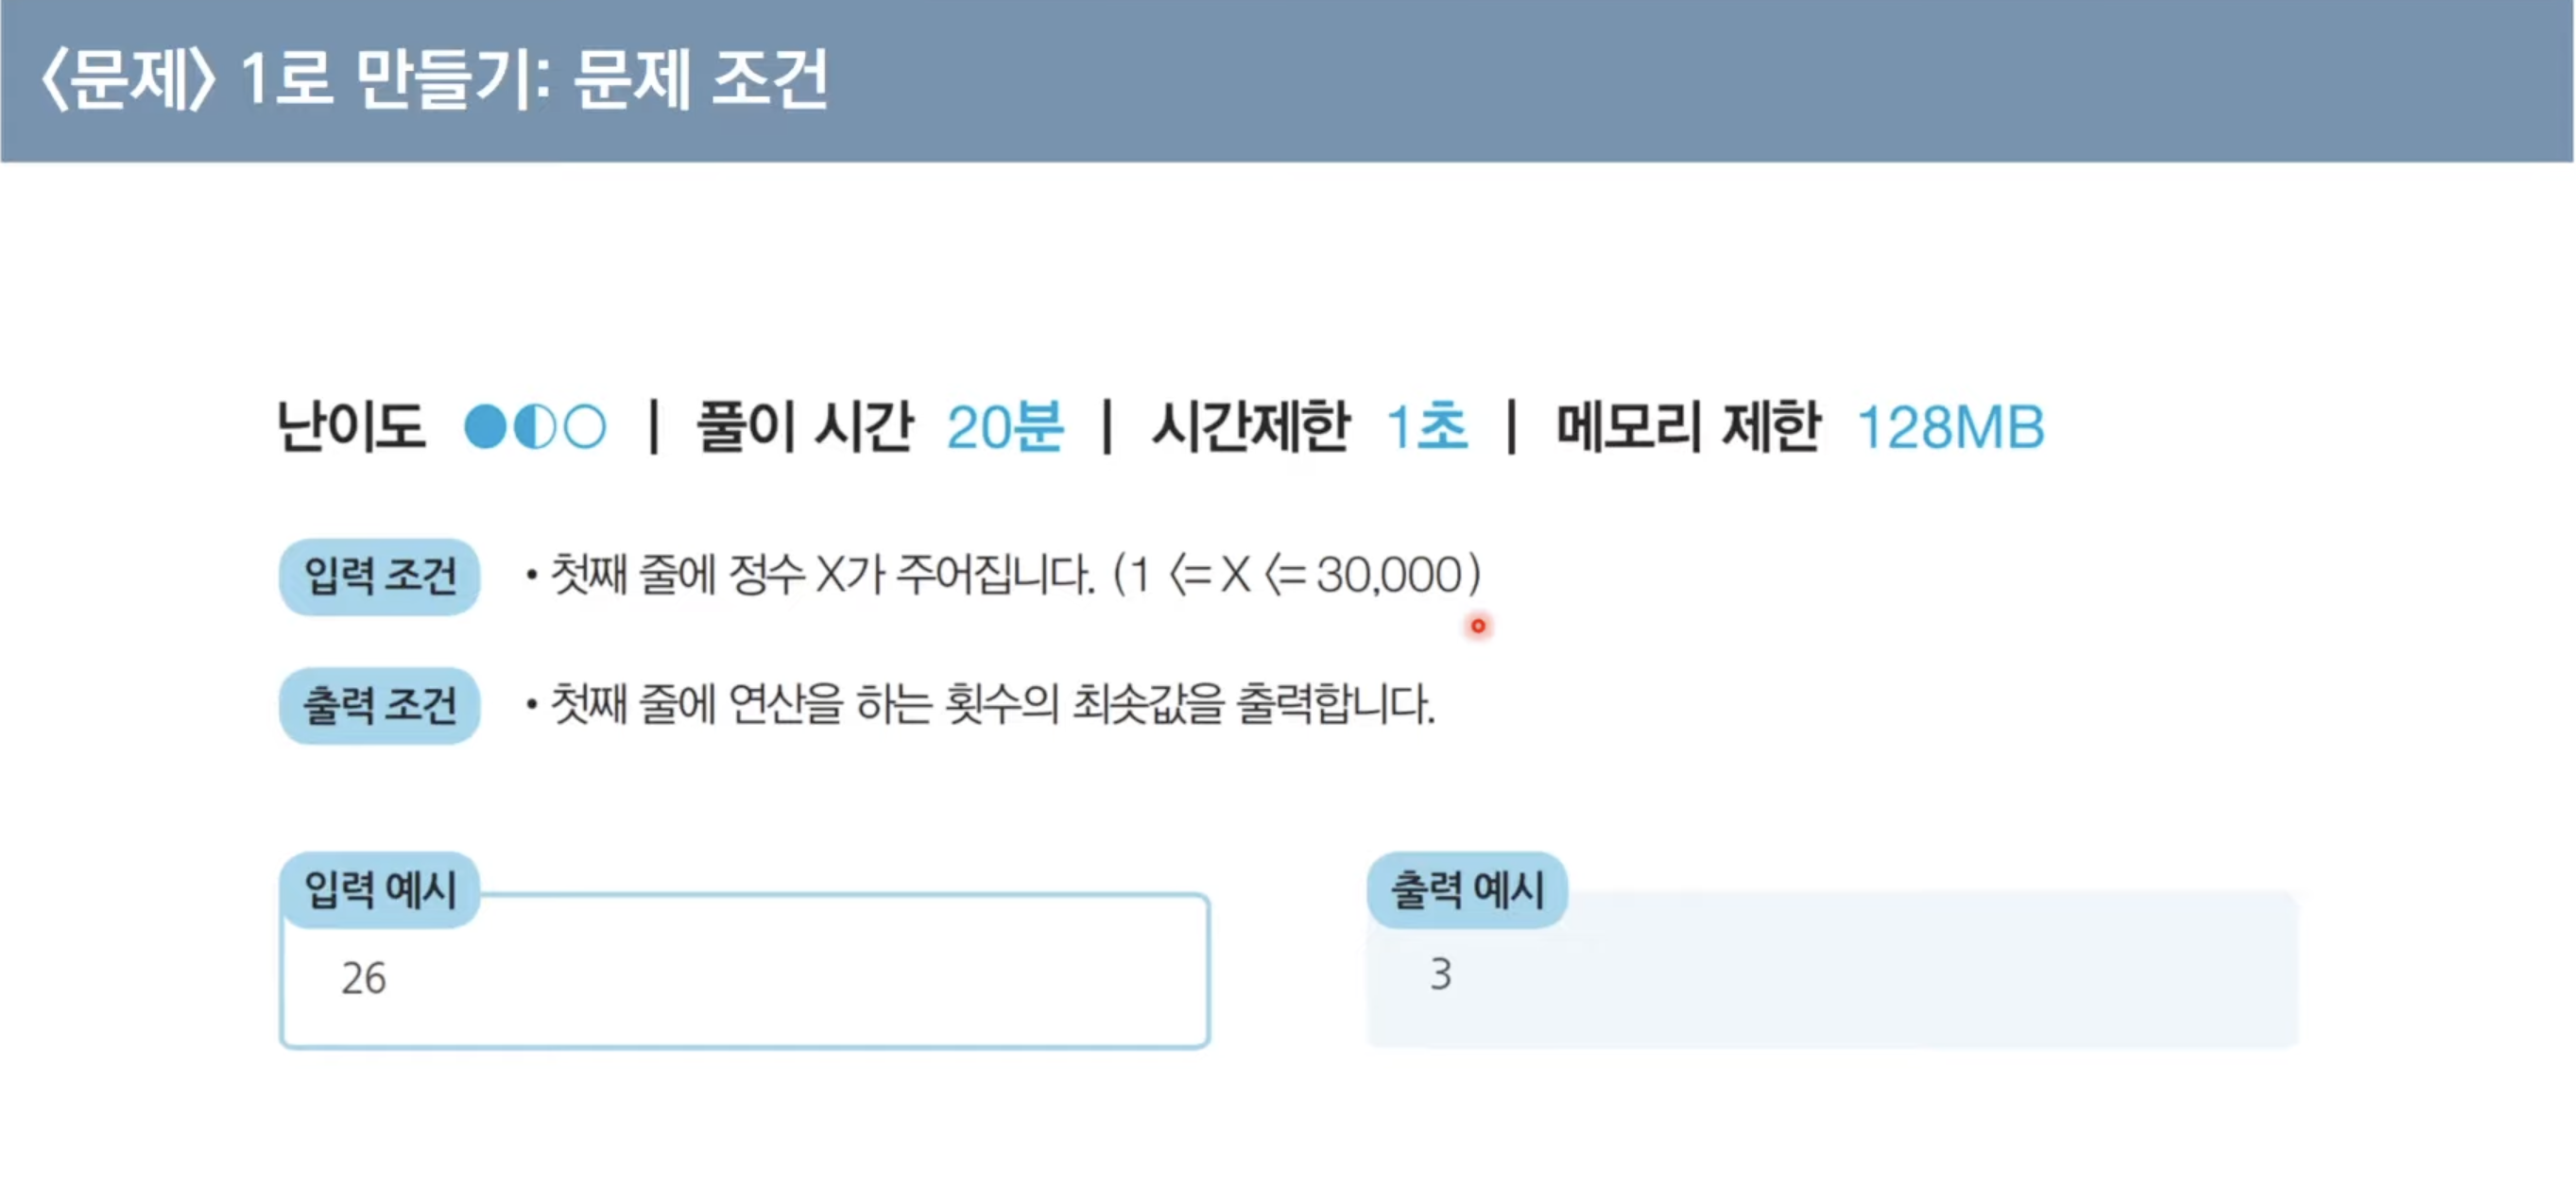 〈문제〉 1로 만들기: 문제 조건
난이도 | 풀이 시간 20분 | 시간제한 1초 | 메모리 제한 128MB
입력 조건 • 첫째 줄에 정수 X가 주어집니다. (1 <= X <= 30,000)
출력 조건 • 첫째 줄에 연산을 하는 횟수의 최솟값을 출력합니다.
입력 예시
26
출력 예시
3